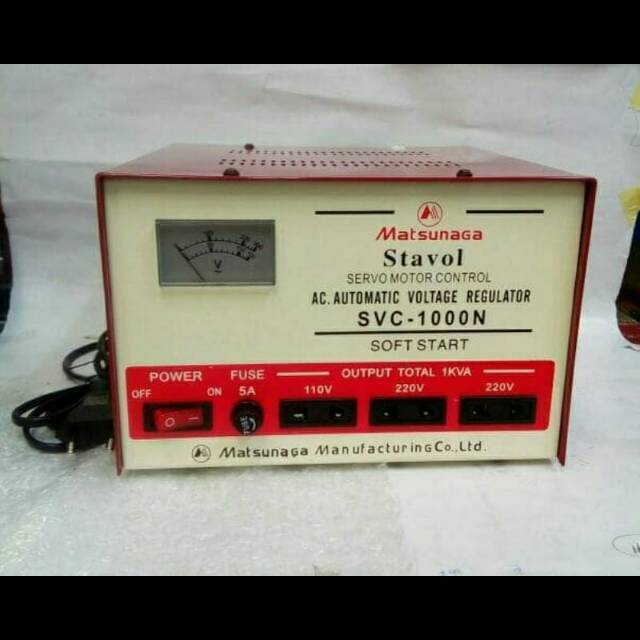 Matsunaga
Stavol
SERVO MOTOR CONTROL
AC. AUTOMATIC VOLTAGE REGULATOR
SVC-1000N
SOFT START
V
POWER FUSE OUTPUT TOTAL 1KVA
OFF ON 5A 110V 220V 220V
Matsunaga Manufacturing Co.,Ltd.